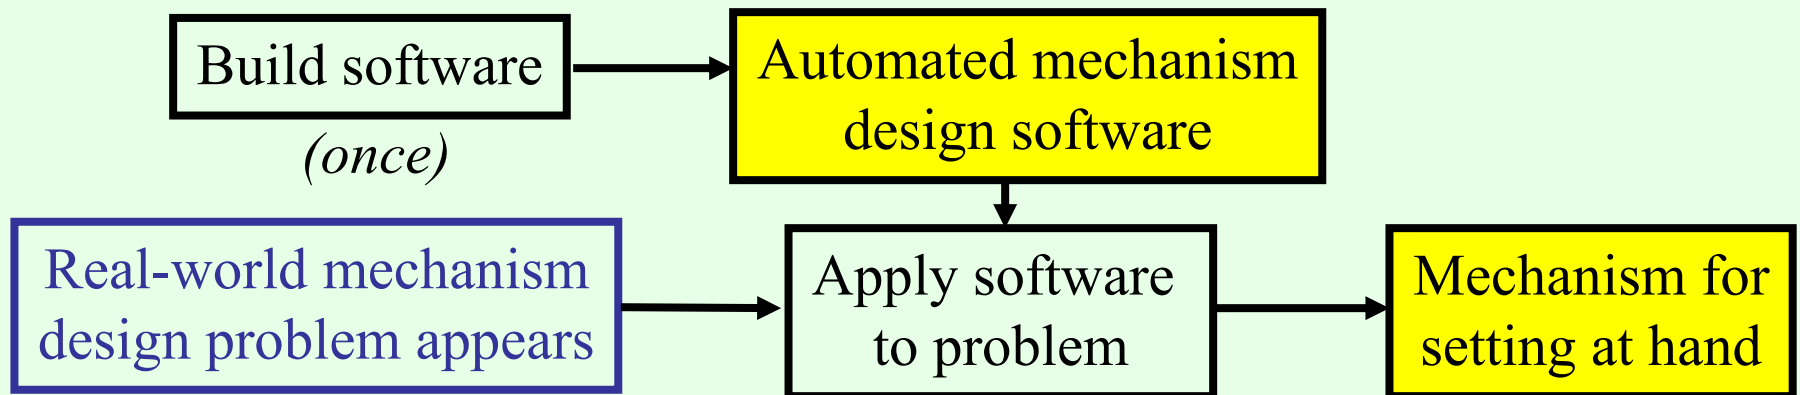 Build software
(once)
Automated mechanism
design software
Real-world mechanism
design problem appears
Apply software
to problem
Mechanism for
setting at hand